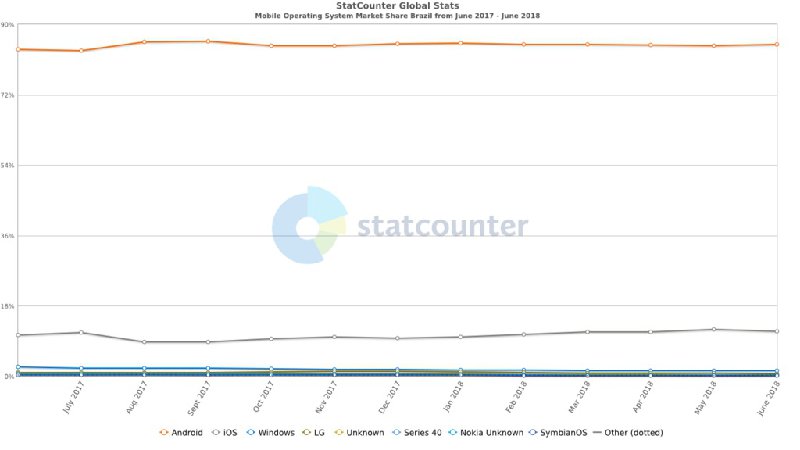 StatCounter Global Stats
Mobile Operating System Market Share Brazil from June 2017 - June 2018
90%
72%
54%
36%
18%
0%
statcounter
July 2017 Aug 2017 Sept 2017 Oct 2017 Nov 2017 Dec 2017 Jan 2018 Feb 2018 Mar 2018 Apr 2018 May 2018 June 2018
Android iOS Windows LG Unknown Series 40 Nokia Unknown SymbianOS Other (dotted)